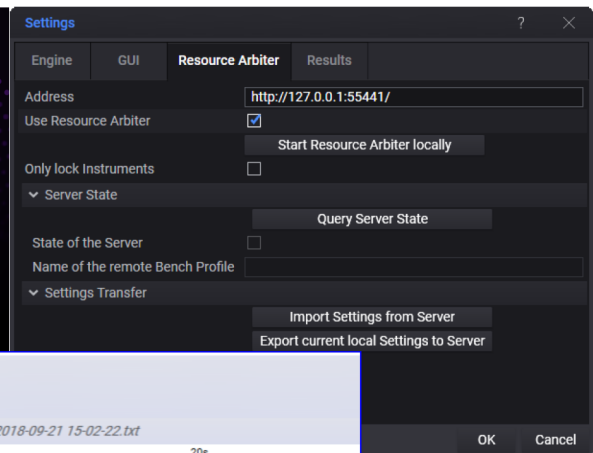 Settings ?
Engine GUI Resource Arbiter Results
Address http://127.0.0.1:55441/
Use Resource Arbiter
Start Resource Arbiter locally
Only lock Instruments
Server State
Query Server State
State of the Server
Name of the remote Bench Profile
Settings Transfer
Import Settings from Server
Export current local Settings to Server
2018-09-21 15-02-22.txt
20s
OK Cancel